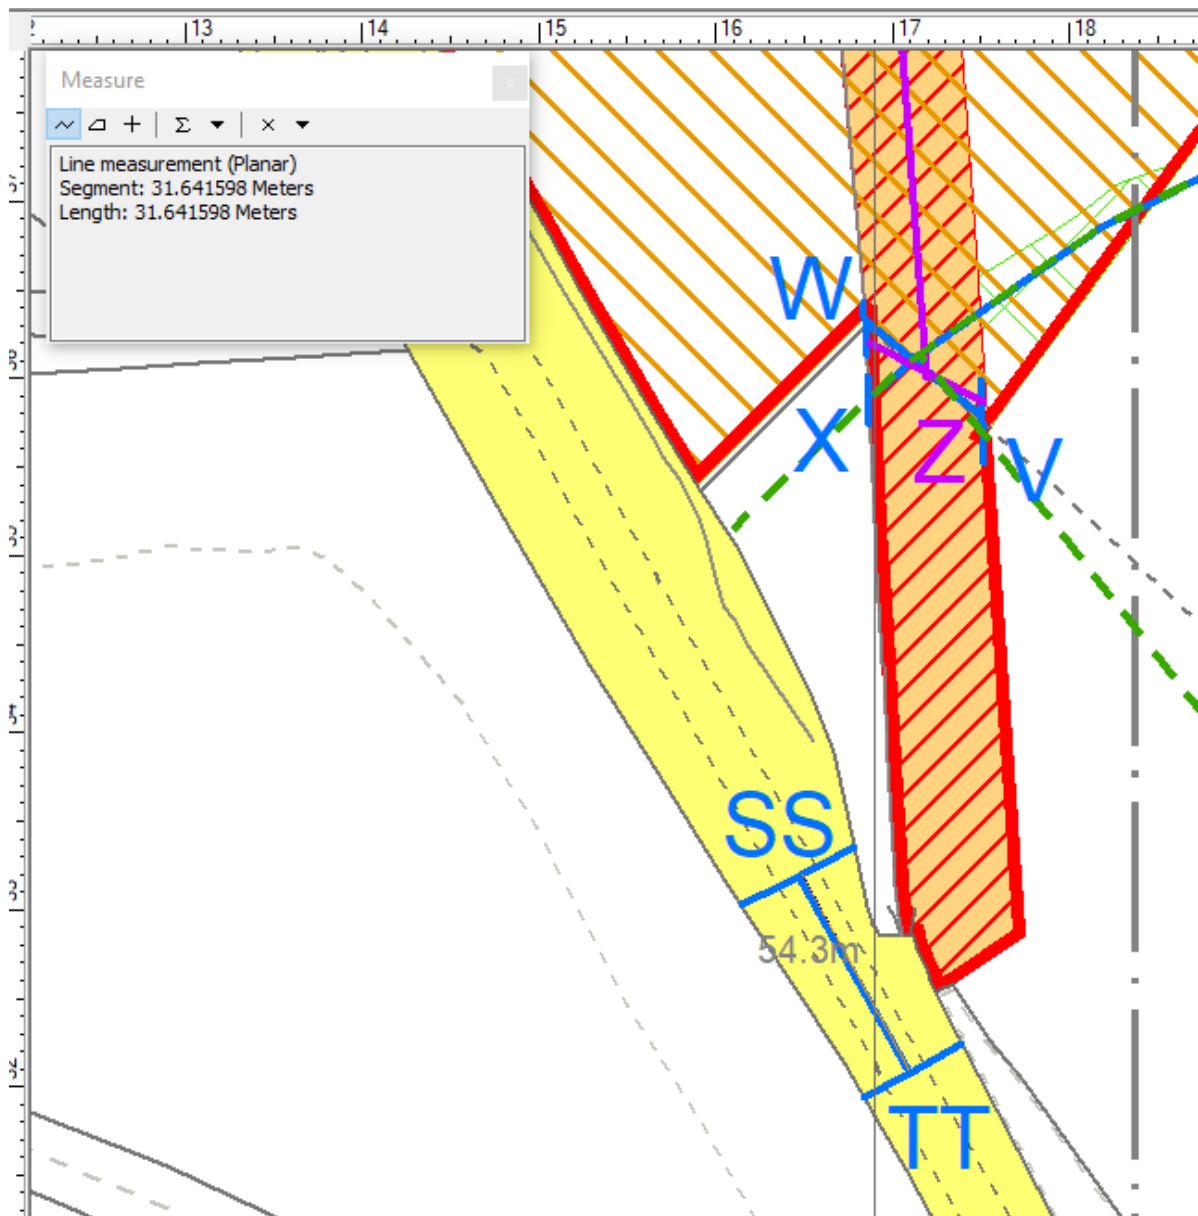 13 14 15 16 17 18
Measure
Line measurement (Planar)
Segment: 31.641598 Meters
Length: 31.641598 Meters
W
X
Z
V
SS
54.3m
TT